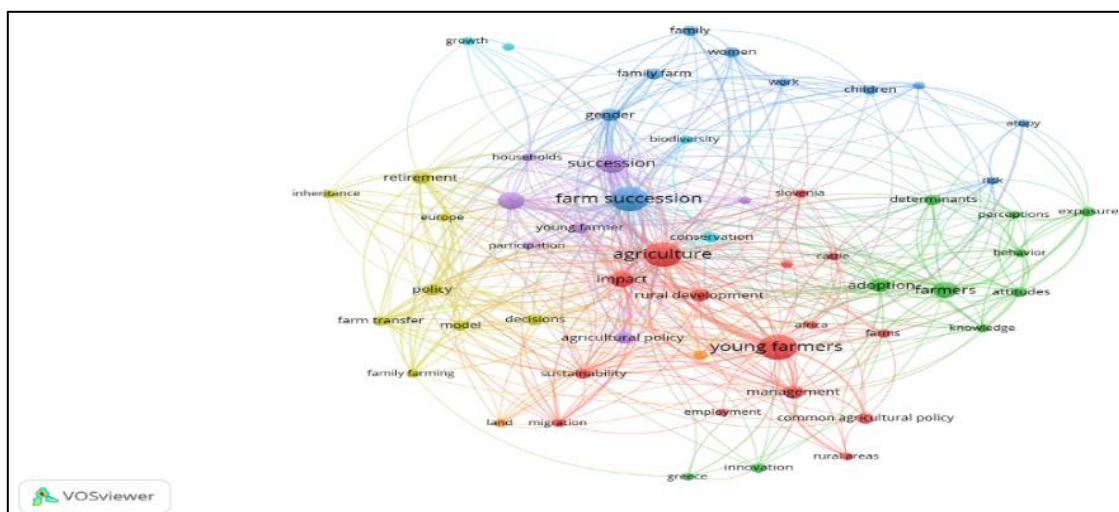 family
growth
women
family farm
work
children
gender
atopy
biodiversity
households
succession
retirement
risk
inheritance
farm succession
slovenia
determinants
europe
perceptions
exposure
young farmer
participation
conservation
agriculture
cattle
behavior
impact
policy
adoption
farmers
attitudes
rural development
farm transfer
model
decisions
africa
knowledge
agricultural policy
farms
young farmers
family farming
sustainability
management
employment
common agricultural policy
land
migration
rural areas
innovation
greece
VOSviewer